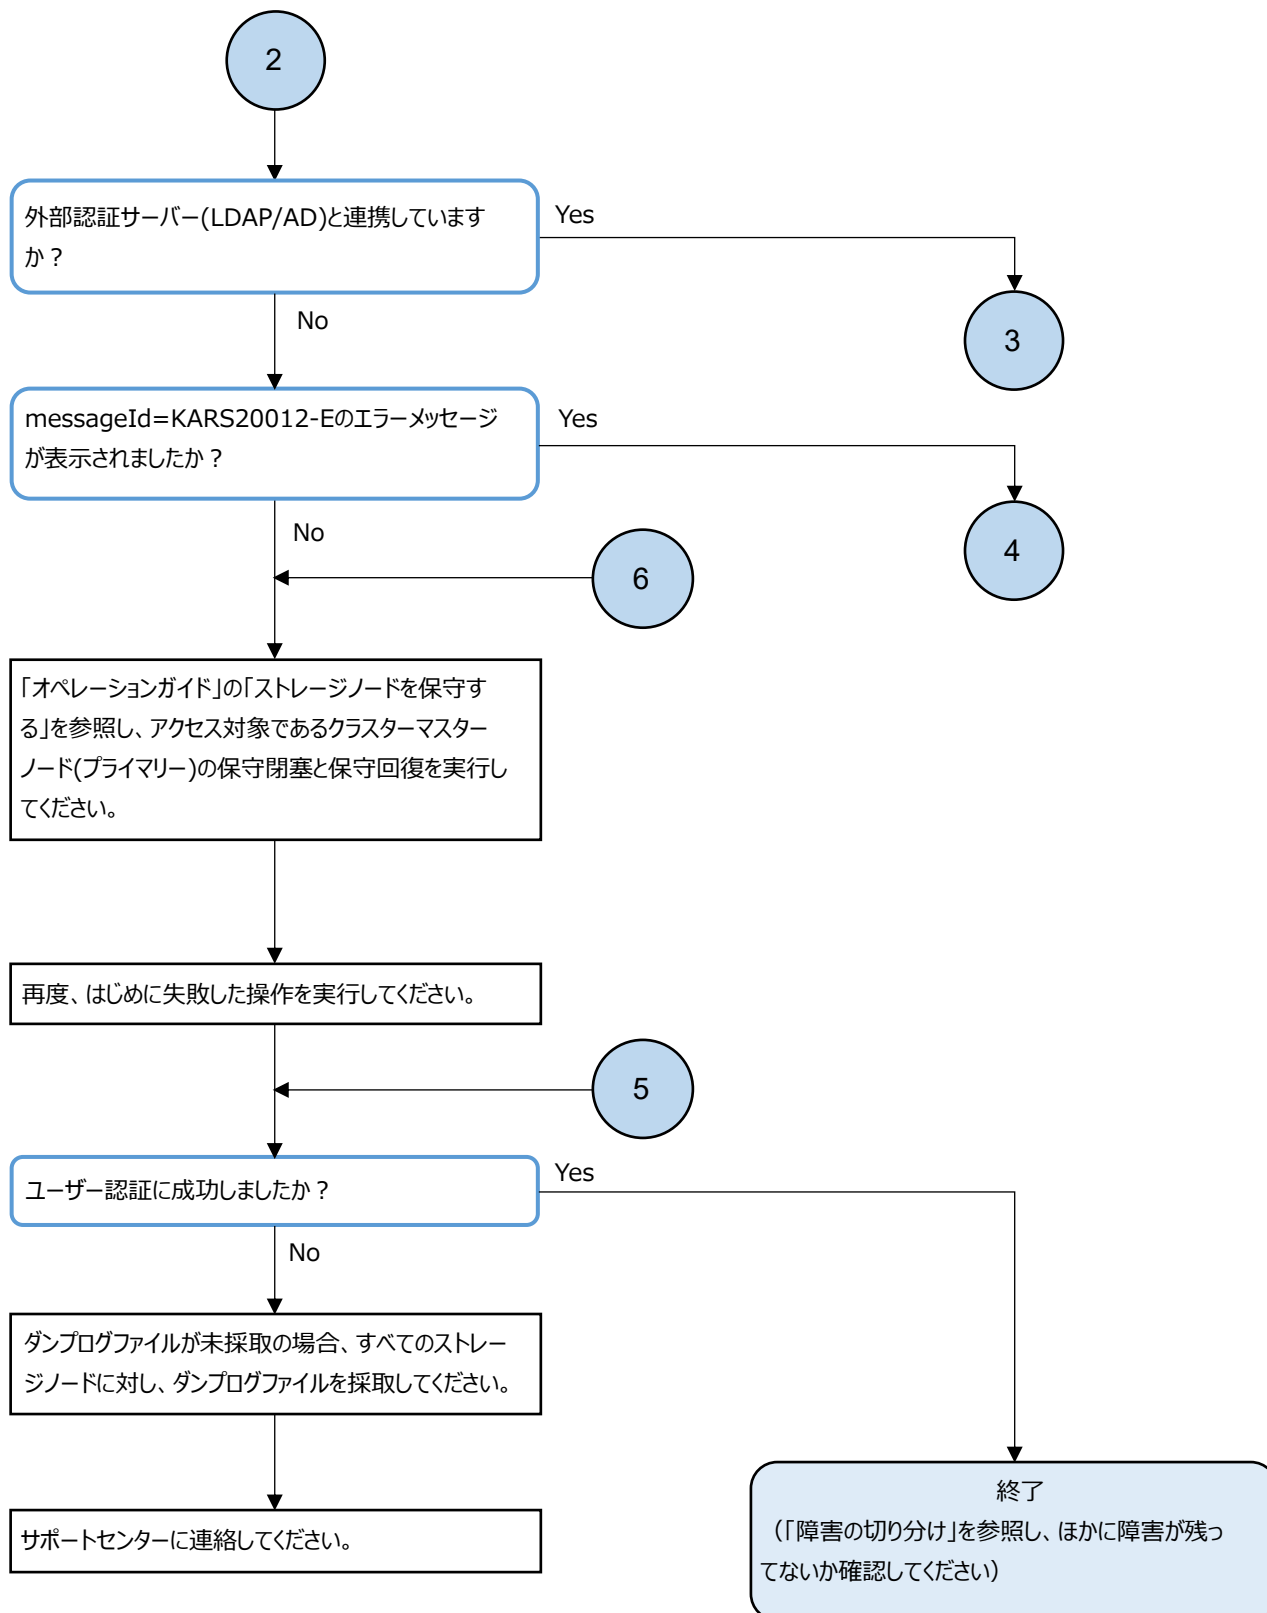 2
外部認証サーバー(LDAP/AD)と連携しています
か？
Yes
No
3
messageId=KARS20012-Eのエラーメッセージ
が表示されましたか？
Yes
No
4
6
「オペレーションガイド」の「ストレージノードを保守す
る」を参照し、アクセス対象であるクラスターマスター
ノード(プライマリー)の保守閉塞と保守回復を実行し
てください。
再度、はじめに失敗した操作を実行してください。
5
ユーザー認証に成功しましたか？
Yes
No
ダンプログファイルが未採取の場合、すべてのストレー
ジノードに対し、ダンプログファイルを採取してください。
サポートセンターに連絡してください。
終了
（「障害の切り分け」を参照し、ほかに障害が残っ
てないか確認してください）